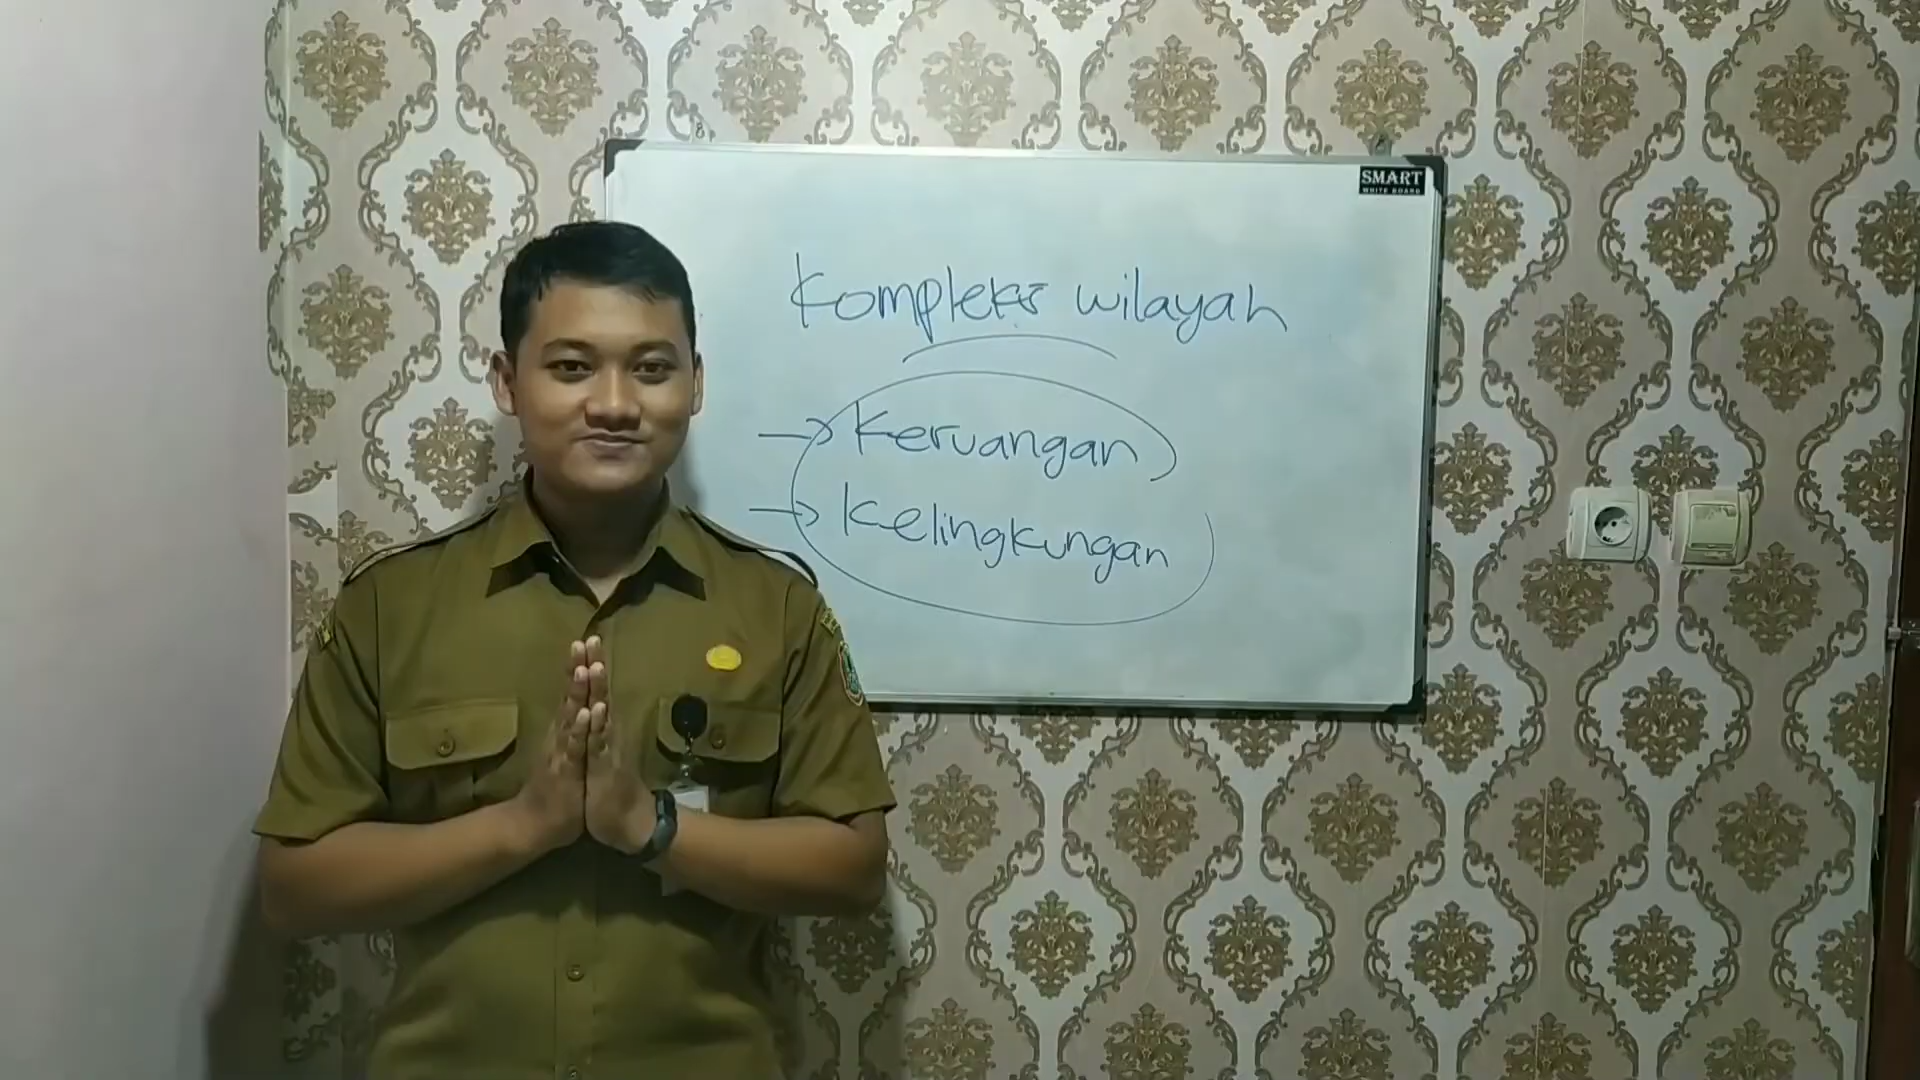 SMART
WHITE BOARD
Kompleks wilayah
→ Keruangan
→ Kelingkungan